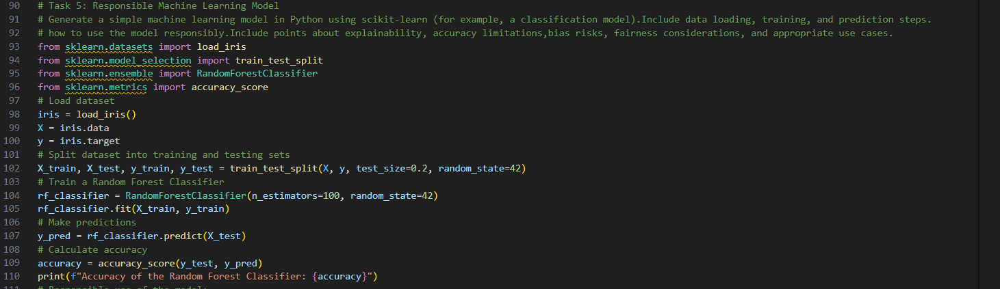 90 # Task 5: Responsible Machine Learning Model
91 # Generate a simple machine learning model in Python using scikit-learn (for example, a classification model).Include data loading, training, and prediction steps.
92 # how to use the model responsibly.Include points about explainability, accuracy limitations,bias risks, fairness considerations, and appropriate use cases.
93 from sklearn.datasets import load_iris
94 from sklearn.model_selection import train_test_split
95 from sklearn.ensemble import RandomForestClassifier
96 from sklearn.metrics import accuracy_score
97 # Load dataset
98 iris = load_iris()
99 X = iris.data
100 y = iris.target
101 # Split dataset into training and testing sets
102 X_train, X_test, y_train, y_test = train_test_split(X, y, test_size=0.2, random_state=42)
103 # Train a Random Forest Classifier
104 rf_classifier = RandomForestClassifier(n_estimators=100, random_state=42)
105 rf_classifier.fit(X_train, y_train)
106 # Make predictions
107 y_pred = rf_classifier.predict(X_test)
108 # Calculate accuracy
109 accuracy = accuracy_score(y_test, y_pred)
110 print(f"Accuracy of the Random Forest Classifier: {accuracy}")